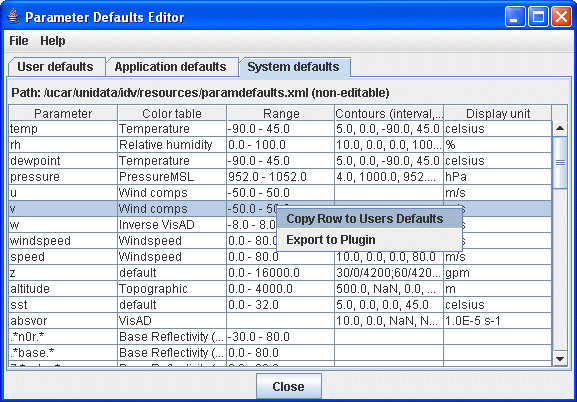 Parameter Defaults Editor
File Help
User defaults Application defaults System defaults
Path: /ucar/unidata/idv/resources/paramdefaults.xml (non-editable)
Parameter Color table Range Contours (interval,... Display unit
temp Temperature -90.0 - 45.0 5.0, 0.0, -90.0, 45.0 celsius
rh Relative humidity 0.0 - 100.0 10.0, 0.0, 0.0, 100... %
dewpoint Temperature -90.0 - 45.0 5.0, 0.0, -90.0, 45.0 celsius
pressure PressureMSL 952.0 - 1052.0 4.0, 1000.0, 952.... hPa
u Wind comps -50.0 - 50.0 m/s
v Wind comps -50.0 -
Copy Row to Users Defaults
w Inverse VisAD -8.0 - 8.0
Export to Plugin
windspeed Windspeed 0.0 - 80.0
speed Windspeed 0.0 - 80.0 10.0, 0.0, 0.0, 80.0 m/s
z default 0.0 - 16000.0 30/0/4200;60/420... gpm
altitude Topographic 0.0 - 4000.0 500.0, NaN, 0.0, ... m
sst default 0.0 - 32.0 5.0, 0.0, 0.0, 45.0 celsius
absvor VisAD 10.0, 0.0, NaN, N... 1.0E-5 s-1
.*n0r.* Base Reflectivity (... -30.0 - 80.0
.*base.* Base Reflectivity (... 0.0 - 80.0
Close